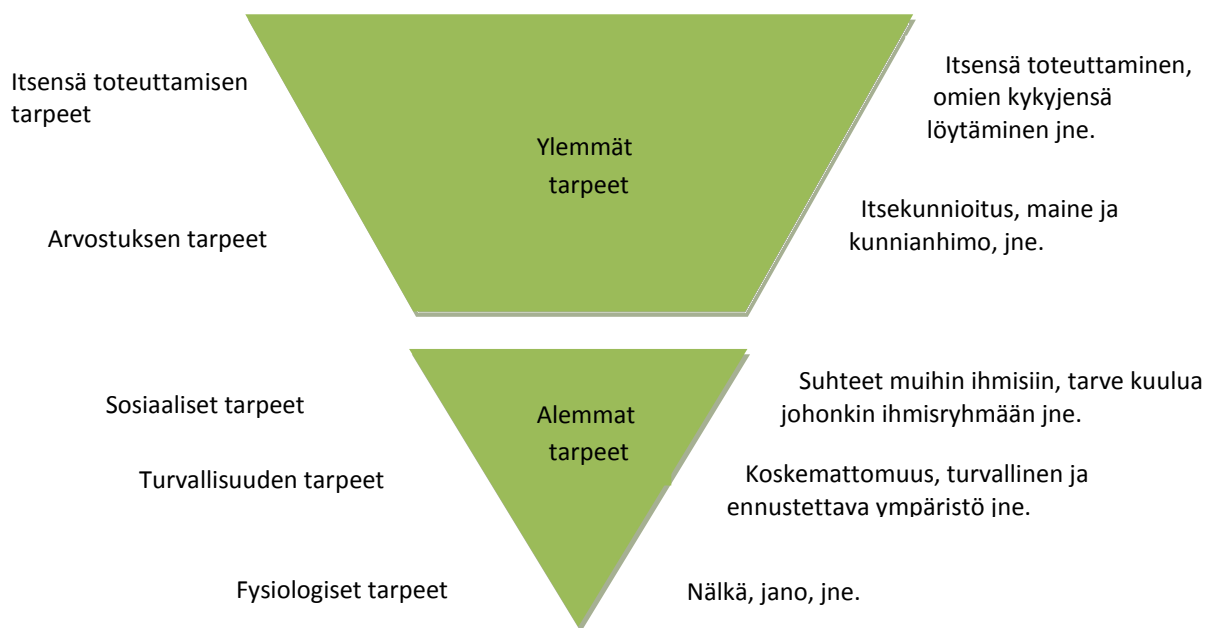 Itsensä toteuttamisen
tarpeet
Ylemmät
tarpeet
Itsensä toteuttaminen,
omien kykyjensä
löytäminen jne.
Arvostuksen tarpeet
Itsekunnioitus, maine ja
kunnianhimo, jne.
Sosiaaliset tarpeet
Alemmat
tarpeet
Suhteet muihin ihmisiin, tarve kuulua
johonkin ihmisryhmään jne.
Turvallisuuden tarpeet
Koskemattomuus, turvallinen ja
ennustettava ympäristö jne.
Fysiologiset tarpeet
Nälkä, jano, jne.